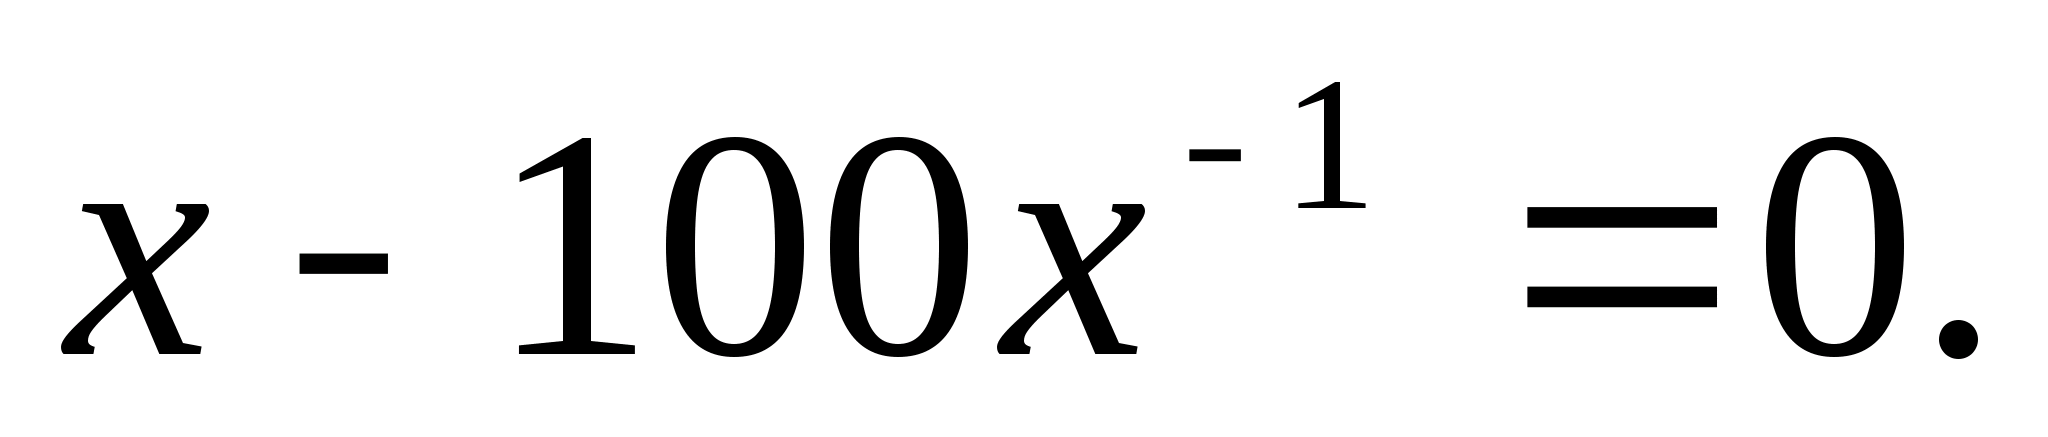 x - 100x⁻¹ = 0.